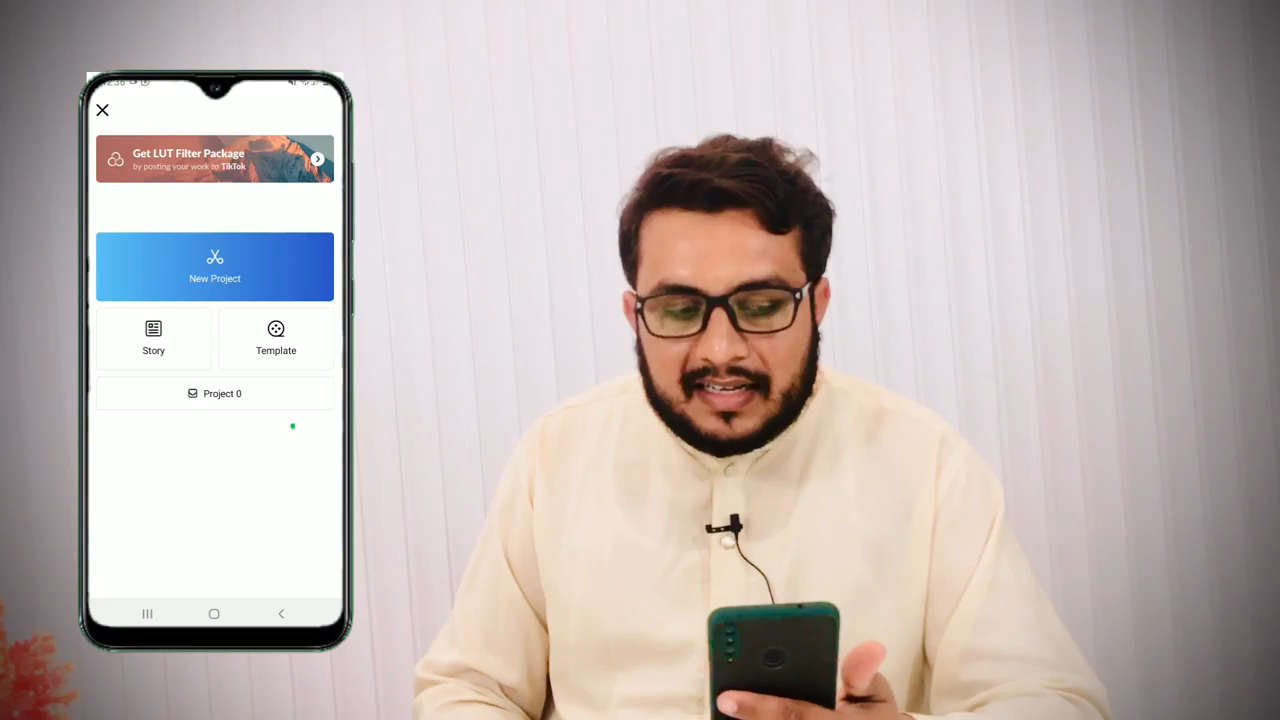 Get LUT Filter Package
by posting your work to TikTok
New Project
Story
Template
Project 0